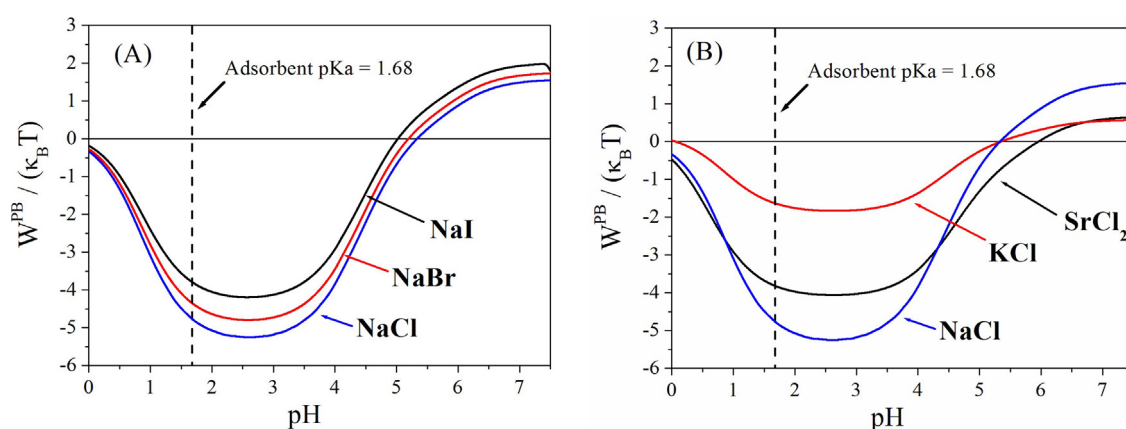 (A)
Adsorbent pKa = 1.68
W^PB / (κ_B T)
3
2
1
0
-1
-2
-3
-4
-5
-6
NaI
NaBr
NaCl
0 1 2 3 4 5 6 7
pH
(B)
Adsorbent pKa = 1.68
W^PB / (κ_B T)
3
2
1
0
-1
-2
-3
-4
-5
-6
SrCl₂
KCl
NaCl
0 1 2 3 4 5 6 7
pH